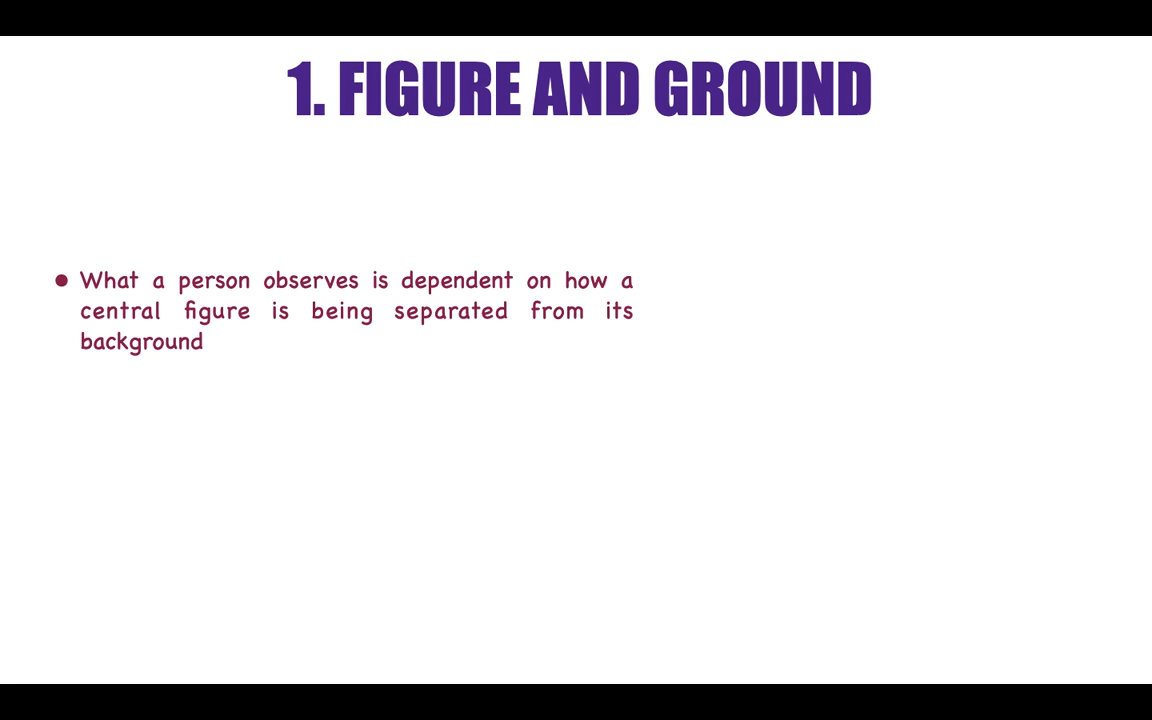 1. FIGURE AND GROUND
● What a person observes is dependent on how a
central figure is being separated from its
background